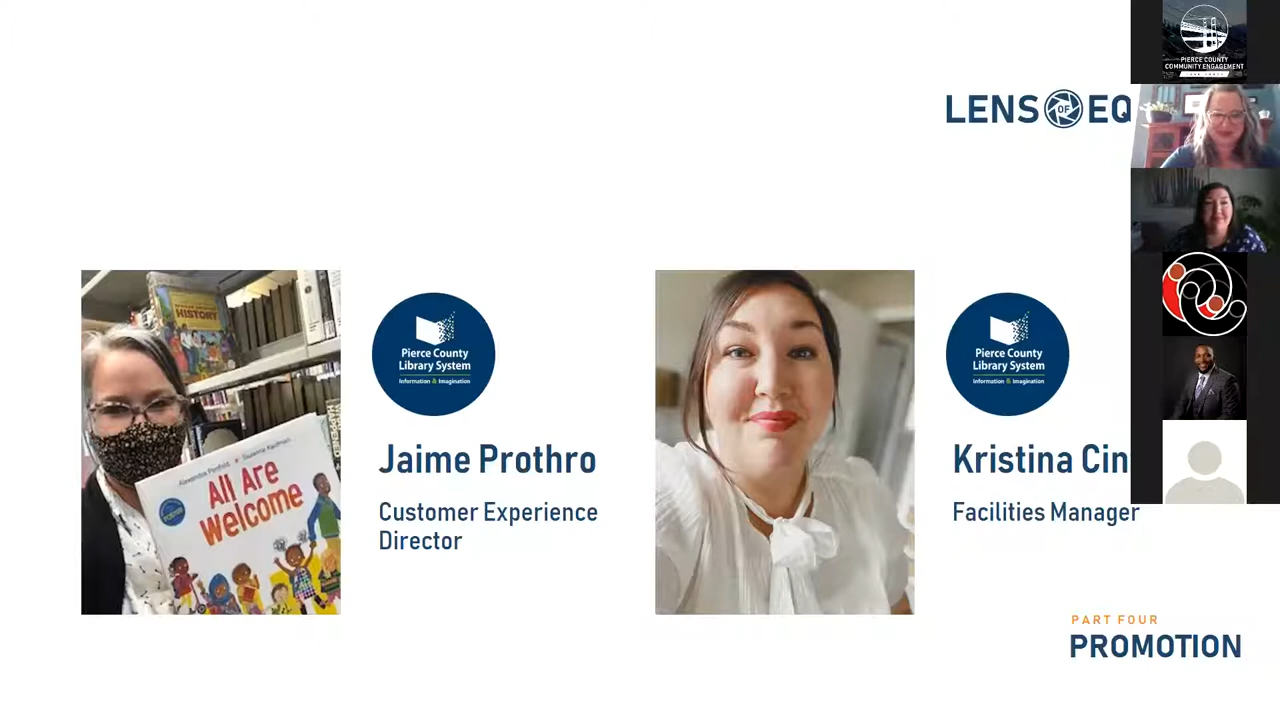 PIERCE COUNTY
COMMUNITY ENGAGEMENT
LENS OF EQ
HISTORY
Pierce County
Library System
Information & Imagination
Pierce County
Library System
Information & Imagination
Jaime Prothro
Customer Experience
Director
Kristina Cin
Facilities Manager
All Are
Welcome
PART FOUR
PROMOTION